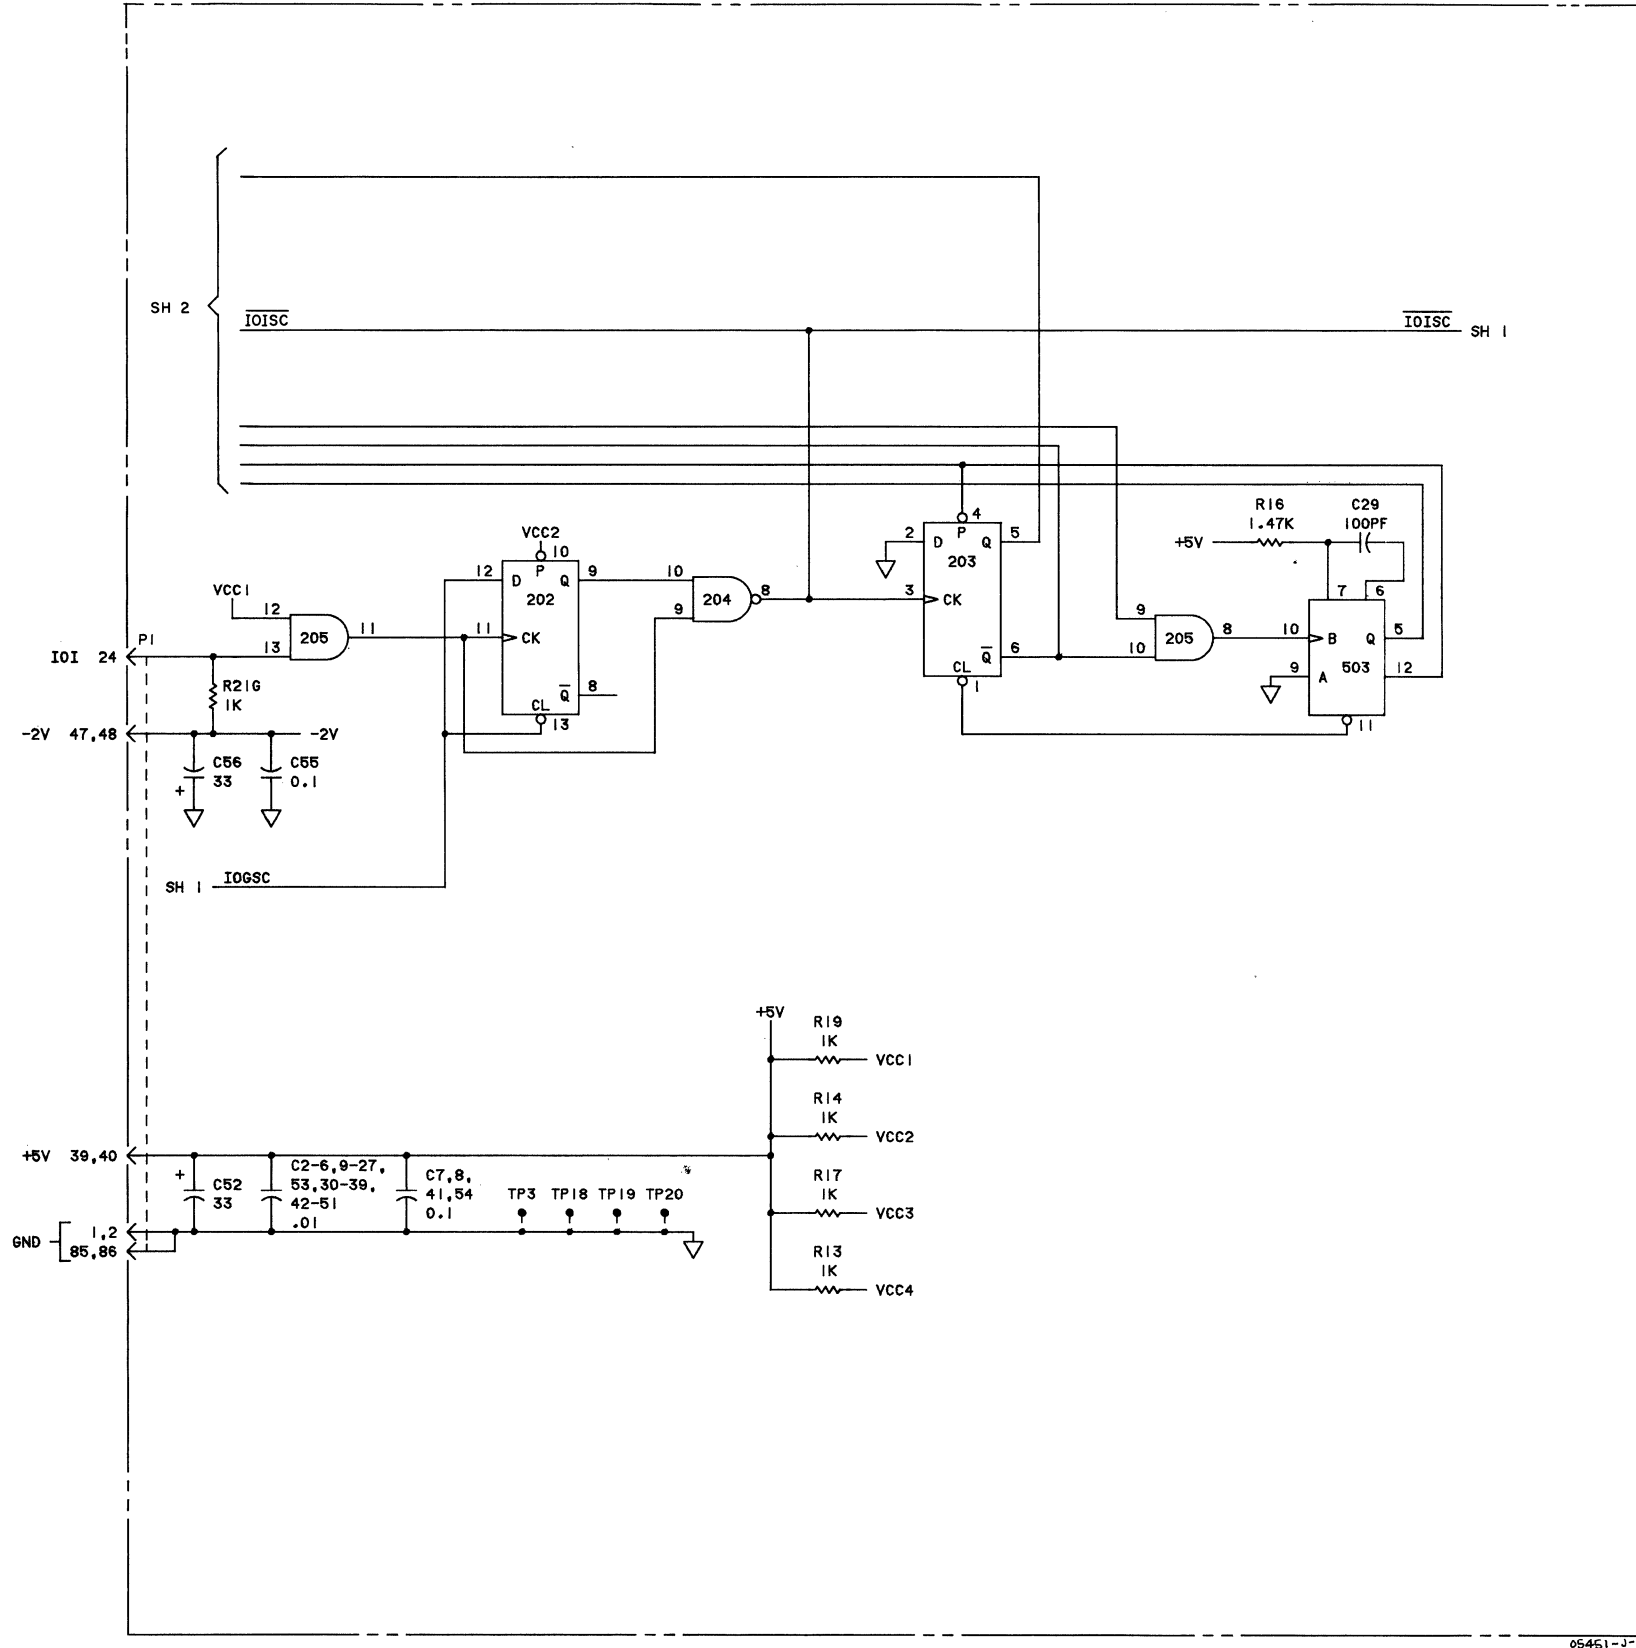 SH 2
IOISC
IOISC
SH 1
R16
1.47K
C29
100PF
+5V
VCC2
10
P
12
D
Q
9
202
11
CK
Q
8
CL
13
VCC1
12
205
11
13
P1
IOI 24
R21G
1K
-2V 47,48
-2V
C56
33
+
C55
0.1
10
9
204
8
4
2
D
P
Q
5
203
3
CK
Q
6
CL
1
9
10
205
8
7
6
10
B
Q
5
503
9
A
12
11
SH 1
IOGSC
+5V
R19
1K
VCC1
R14
1K
VCC2
R17
1K
VCC3
R13
1K
VCC4
+5V 39,40
+
C52
33
C2-6,9-27,
53,30-39,
42-51
.01
C7,8,
41,54
0.1
TP3 TP18 TP19 TP20
GND
1,2
85,86
05451-J-